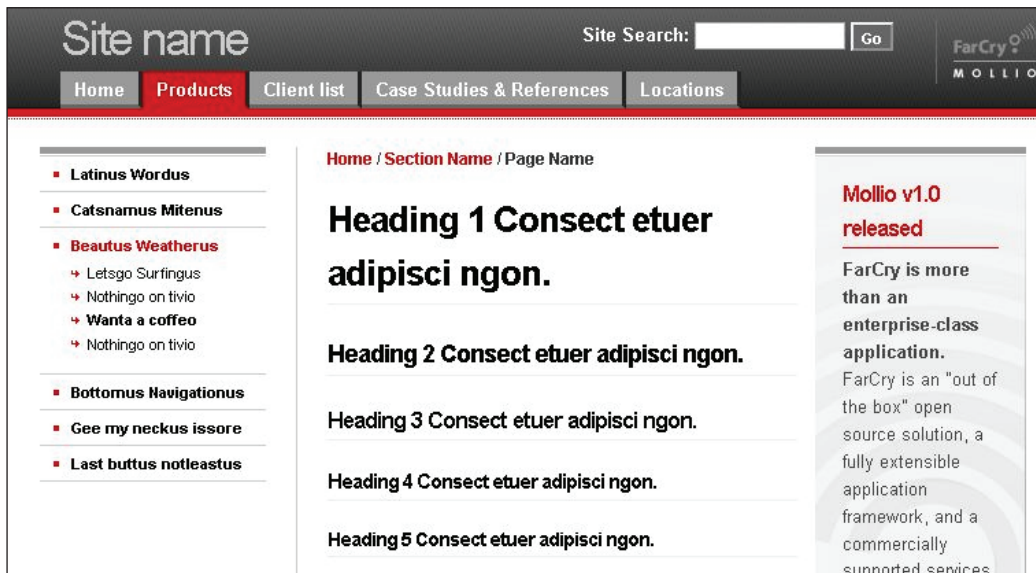 Site name
Site Search:
Go
FarCry
MOLLIO
Home
Products
Client list
Case Studies & References
Locations
Latinus Wordus
Catsnamus Mitenus
Beautus Weatherus
Letsgo Surfingus
Nothingo on tivio
Wanta a coffeo
Nothingo on tivio
Bottomus Navigationus
Gee my neckus issore
Last buttus notleastus
Home / Section Name / Page Name
Heading 1 Consect etuer
adipisci ngon.
Heading 2 Consect etuer adipisci ngon.
Heading 3 Consect etuer adipisci ngon.
Heading 4 Consect etuer adipisci ngon.
Heading 5 Consect etuer adipisci ngon.
Mollio v1.0
released
FarCry is more
than an
enterprise-class
application.
FarCry is an "out of
the box" open
source solution, a
fully extensible
application
framework, and a
commercially
supported services